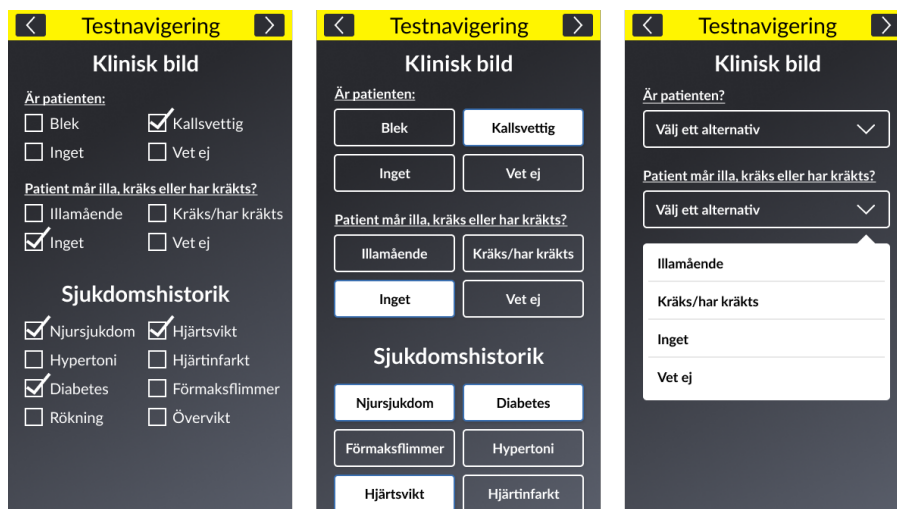 Testnavigering
Klinisk bild
Är patienten:
Blek Kallsvettig
Inget Vet ej
Patient mår illa, kräks eller har kräkts?
Illamående Kräks/har kräkts
Inget Vet ej
Sjukdomshistorik
Njursjukdom Hjärtsvikt
Hypertoni Hjärtinfarkt
Diabetes Förmaksflimmer
Rökning Övervikt
Testnavigering
Klinisk bild
Är patienten:
Blek Kallsvettig
Inget Vet ej
Patient mår illa, kräks eller har kräkts?
Illamående Kräks/har kräkts
Inget Vet ej
Sjukdomshistorik
Njursjukdom Diabetes
Förmaksflimmer Hypertoni
Hjärtsvikt Hjärtinfarkt
Testnavigering
Klinisk bild
Är patienten?
Välj ett alternativ
Patient mår illa, kräks eller har kräkts?
Välj ett alternativ
Illamående
Kräks/har kräkts
Inget
Vet ej